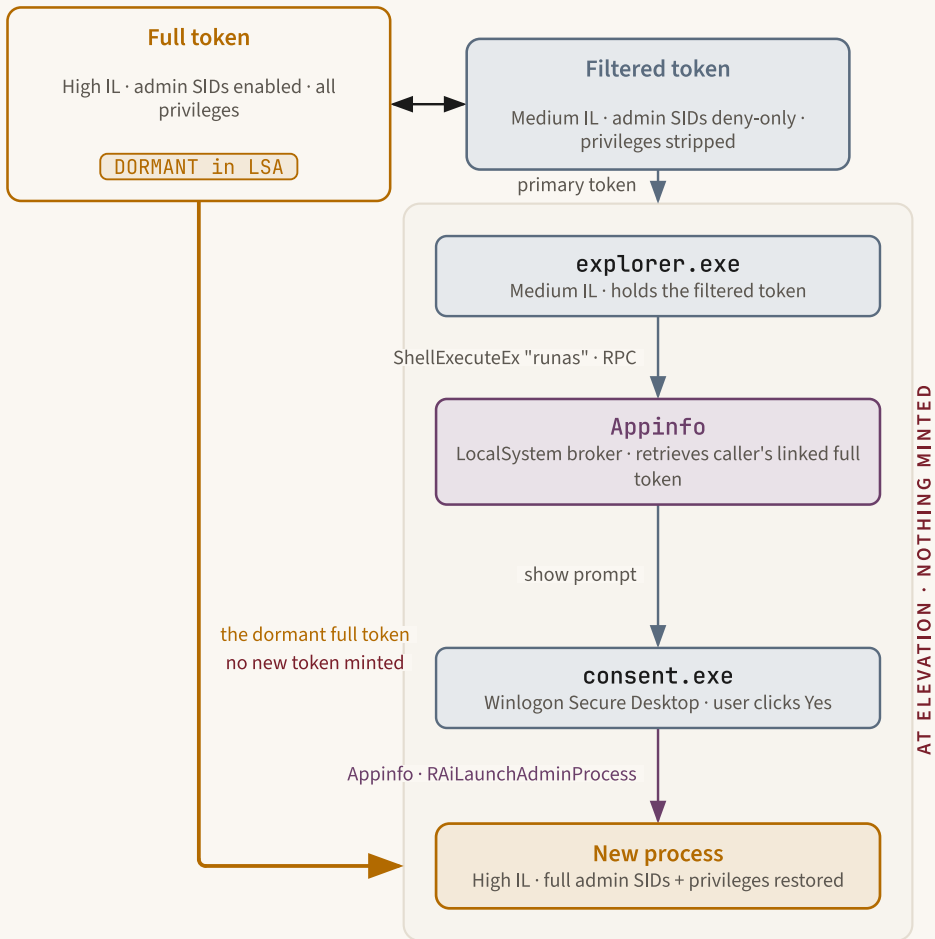 Full token
High IL · admin SIDs enabled · all
privileges
DORMANT in LSA
Filtered token
Medium IL · admin SIDs deny-only ·
privileges stripped
primary token
explorer.exe
Medium IL · holds the filtered token
ShellExecuteEx "runas" · RPC
Appinfo
LocalSystem broker · retrieves caller's linked full
token
show prompt
the dormant full token
no new token minted
consent.exe
Winlogon Secure Desktop · user clicks Yes
Appinfo · RAiLaunchAdminProcess
New process
High IL · full admin SIDs + privileges restored
AT ELEVATION · NOTHING MINTED